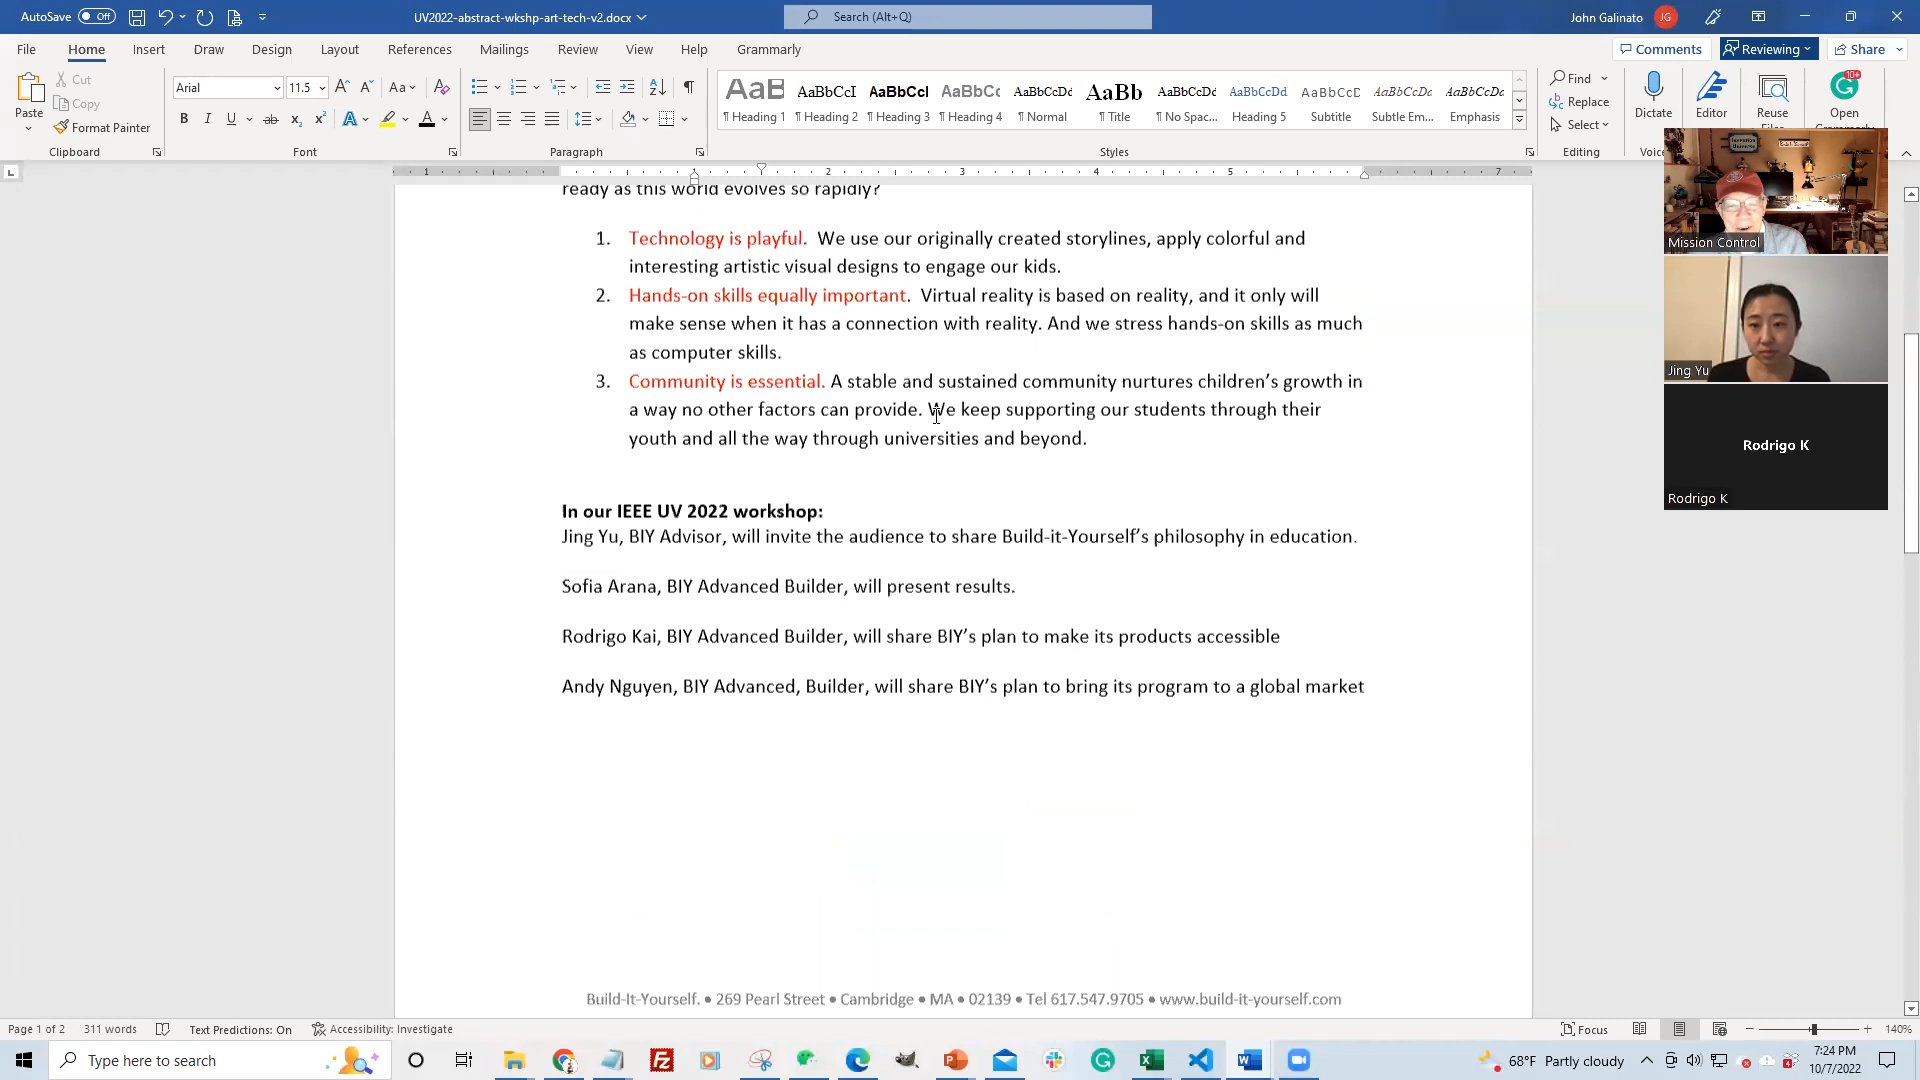 AutoSave Off UV2022-abstract-wkshp-art-tech-v2.docx Search (Alt+Q) John Galinato JG
File Home Insert Draw Design Layout References Mailings Review View Help Grammarly Comments Reviewing Share
Paste Cut Copy Format Painter Clipboard
Arial 11.5 Font
Paragraph
AaB AaBbCcI AaBbCcI AaBbCc AaBbCcDd AaBb AaBbCcDd AaBbCcDd AaBbCcD AaBbCcDc AaBbCcDc
¶ Heading 1 ¶ Heading 2 ¶ Heading 3 ¶ Heading 4 ¶ Normal ¶ Title ¶ No Spac... Heading 5 Subtitle Subtle Em... Emphasis
Styles
Find Replace Select Editing
Dictate Editor Reuse Open
10+
ready as this world evolves so rapidly?
1. Technology is playful. We use our originally created storylines, apply colorful and
interesting artistic visual designs to engage our kids.
2. Hands-on skills equally important. Virtual reality is based on reality, and it only will
make sense when it has a connection with reality. And we stress hands-on skills as much
as computer skills.
3. Community is essential. A stable and sustained community nurtures children's growth in
a way no other factors can provide. We keep supporting our students through their
youth and all the way through universities and beyond.
In our IEEE UV 2022 workshop:
Jing Yu, BIY Advisor, will invite the audience to share Build-it-Yourself's philosophy in education.
Sofia Arana, BIY Advanced Builder, will present results.
Rodrigo Kai, BIY Advanced Builder, will share BIY's plan to make its products accessible
Andy Nguyen, BIY Advanced, Builder, will share BIY's plan to bring its program to a global market
Build-It-Yourself. • 269 Pearl Street • Cambridge • MA • 02139 • Tel 617.547.9705 • www.build-it-yourself.com
Mission Control
Jing Yu
Rodrigo K
Rodrigo K
Page 1 of 2 311 words Text Predictions: On Accessibility: Investigate Focus 140%
Type here to search 68°F Partly cloudy 7:24 PM
10/7/2022